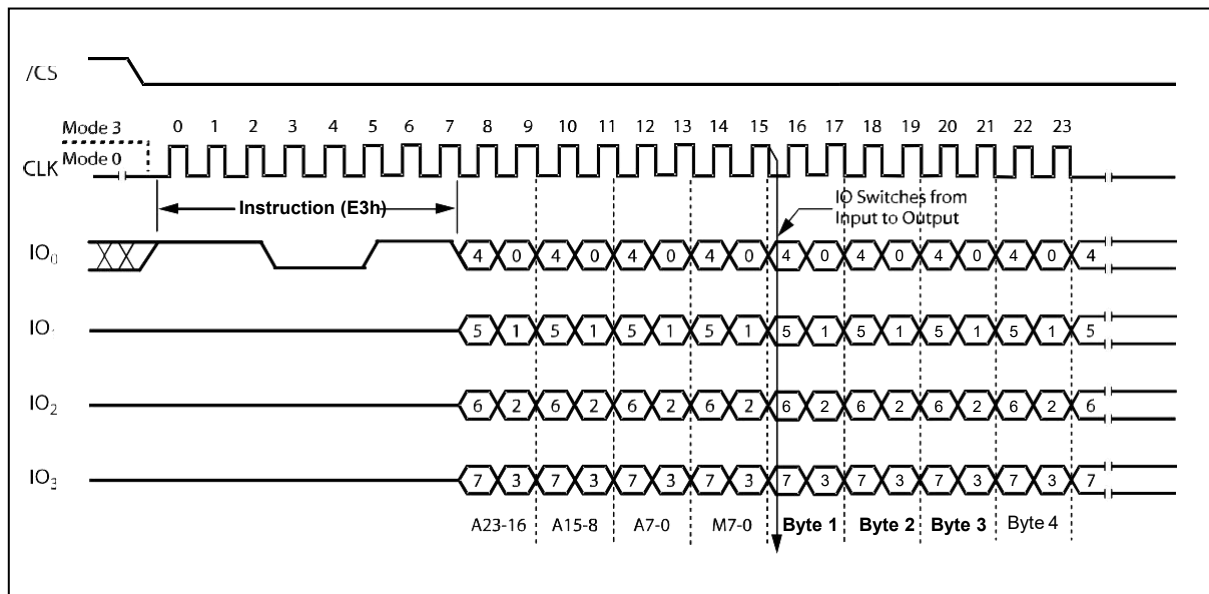 /CS
Mode 3
0 1 2 3 4 5 6 7 8 9 10 11 12 13 14 15 16 17 18 19 20 21 22 23
CLK
Mode 0
Instruction (E3h)
IO Switches from
Input to Output
IO0
4 0 4 0 4 0 4 0 4 0 4 0 4 0 4 0 4
IO1
5 1 5 1 5 1 5 1 5 1 5 1 5 1 5 1 5
IO2
6 2 6 2 6 2 6 2 6 2 6 2 6 2 6 2 6
IO3
7 3 7 3 7 3 7 3 7 3 7 3 7 3 7 3 7
A23-16 A15-8 A7-0 M7-0 Byte 1 Byte 2 Byte 3 Byte 4